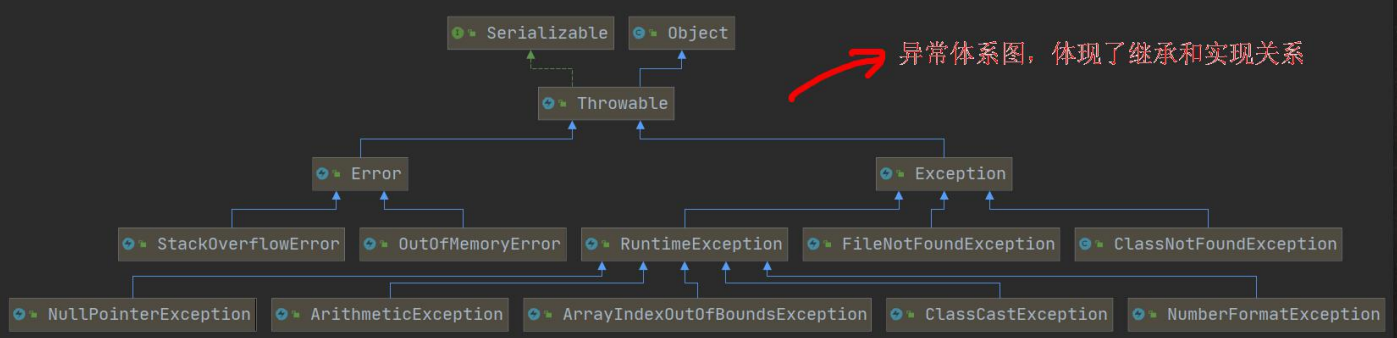 Serializable
Object
异常体系图，体现了继承和实现关系
Throwable
Error
Exception
StackOverflowError
OutOfMemoryError
RuntimeException
FileNotFoundException
ClassNotFoundException
NullPointerException
ArithmeticException
ArrayIndexOutOfBoundsException
ClassCastException
NumberFormatException